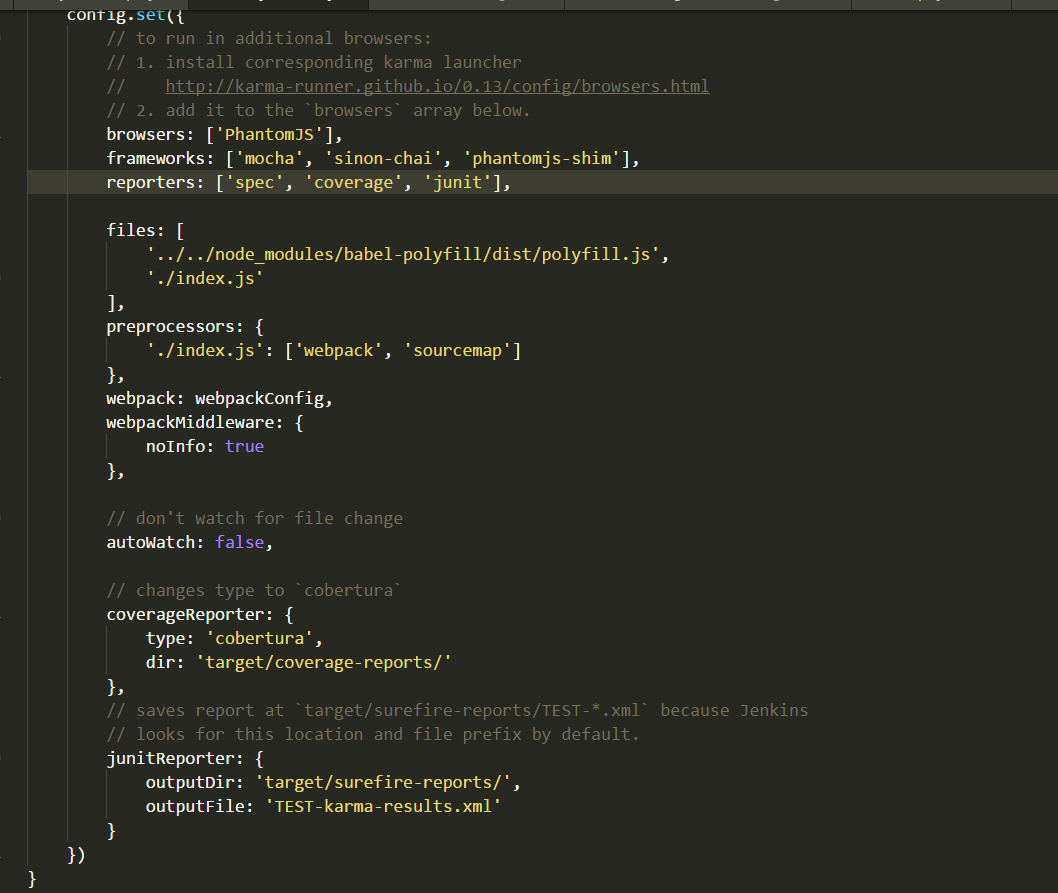 config.set({
// to run in additional browsers:
// 1. install corresponding karma launcher
//    http://karma-runner.github.io/0.13/config/browsers.html
// 2. add it to the `browsers` array below.
browsers: ['PhantomJS'],
frameworks: ['mocha', 'sinon-chai', 'phantomjs-shim'],
reporters: ['spec', 'coverage', 'junit'],
files: [
'../../node_modules/babel-polyfill/dist/polyfill.js',
'./index.js'
],
preprocessors: {
'./index.js': ['webpack', 'sourcemap']
},
webpack: webpackConfig,
webpackMiddleware: {
noInfo: true
},
// don't watch for file change
autoWatch: false,
// changes type to `cobertura`
coverageReporter: {
type: 'cobertura',
dir: 'target/coverage-reports/'
},
// saves report at `target/surefire-reports/TEST-*.xml` because Jenkins
// looks for this location and file prefix by default.
junitReporter: {
outputDir: 'target/surefire-reports/',
outputFile: 'TEST-karma-results.xml'
}
})
}